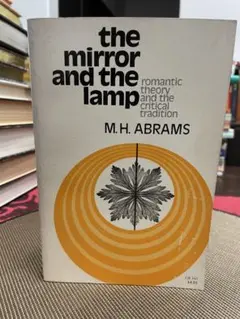 the
mirror
and the
lamp
romantic
theory
and the
critical
tradition
M.H. ABRAMS